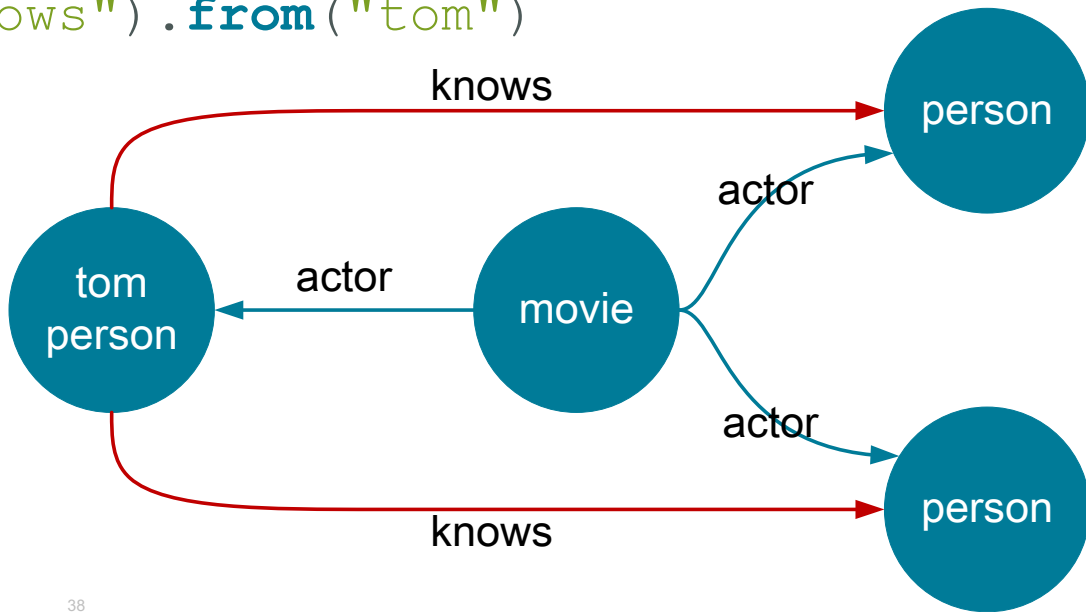 ows").from("tom")
knows
person
actor
tom
person
actor
movie
actor
person
knows
38